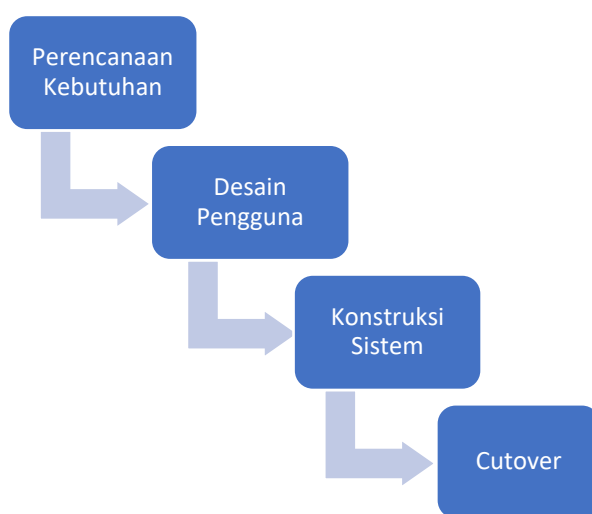 Perencanaan
Kebutuhan
Desain
Pengguna
Konstruksi
Sistem
Cutover